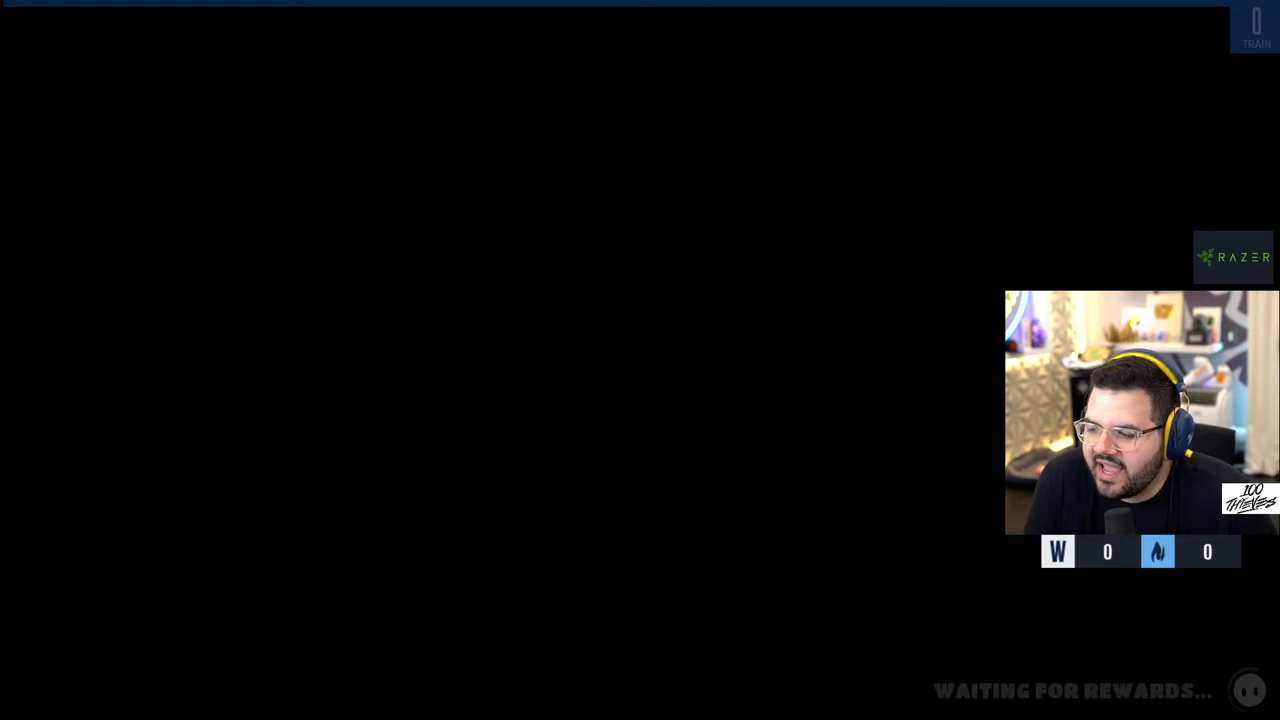 0
TRAIN
RAZER
100
THIEVES
W 0 0
WAITING FOR REWARDS...